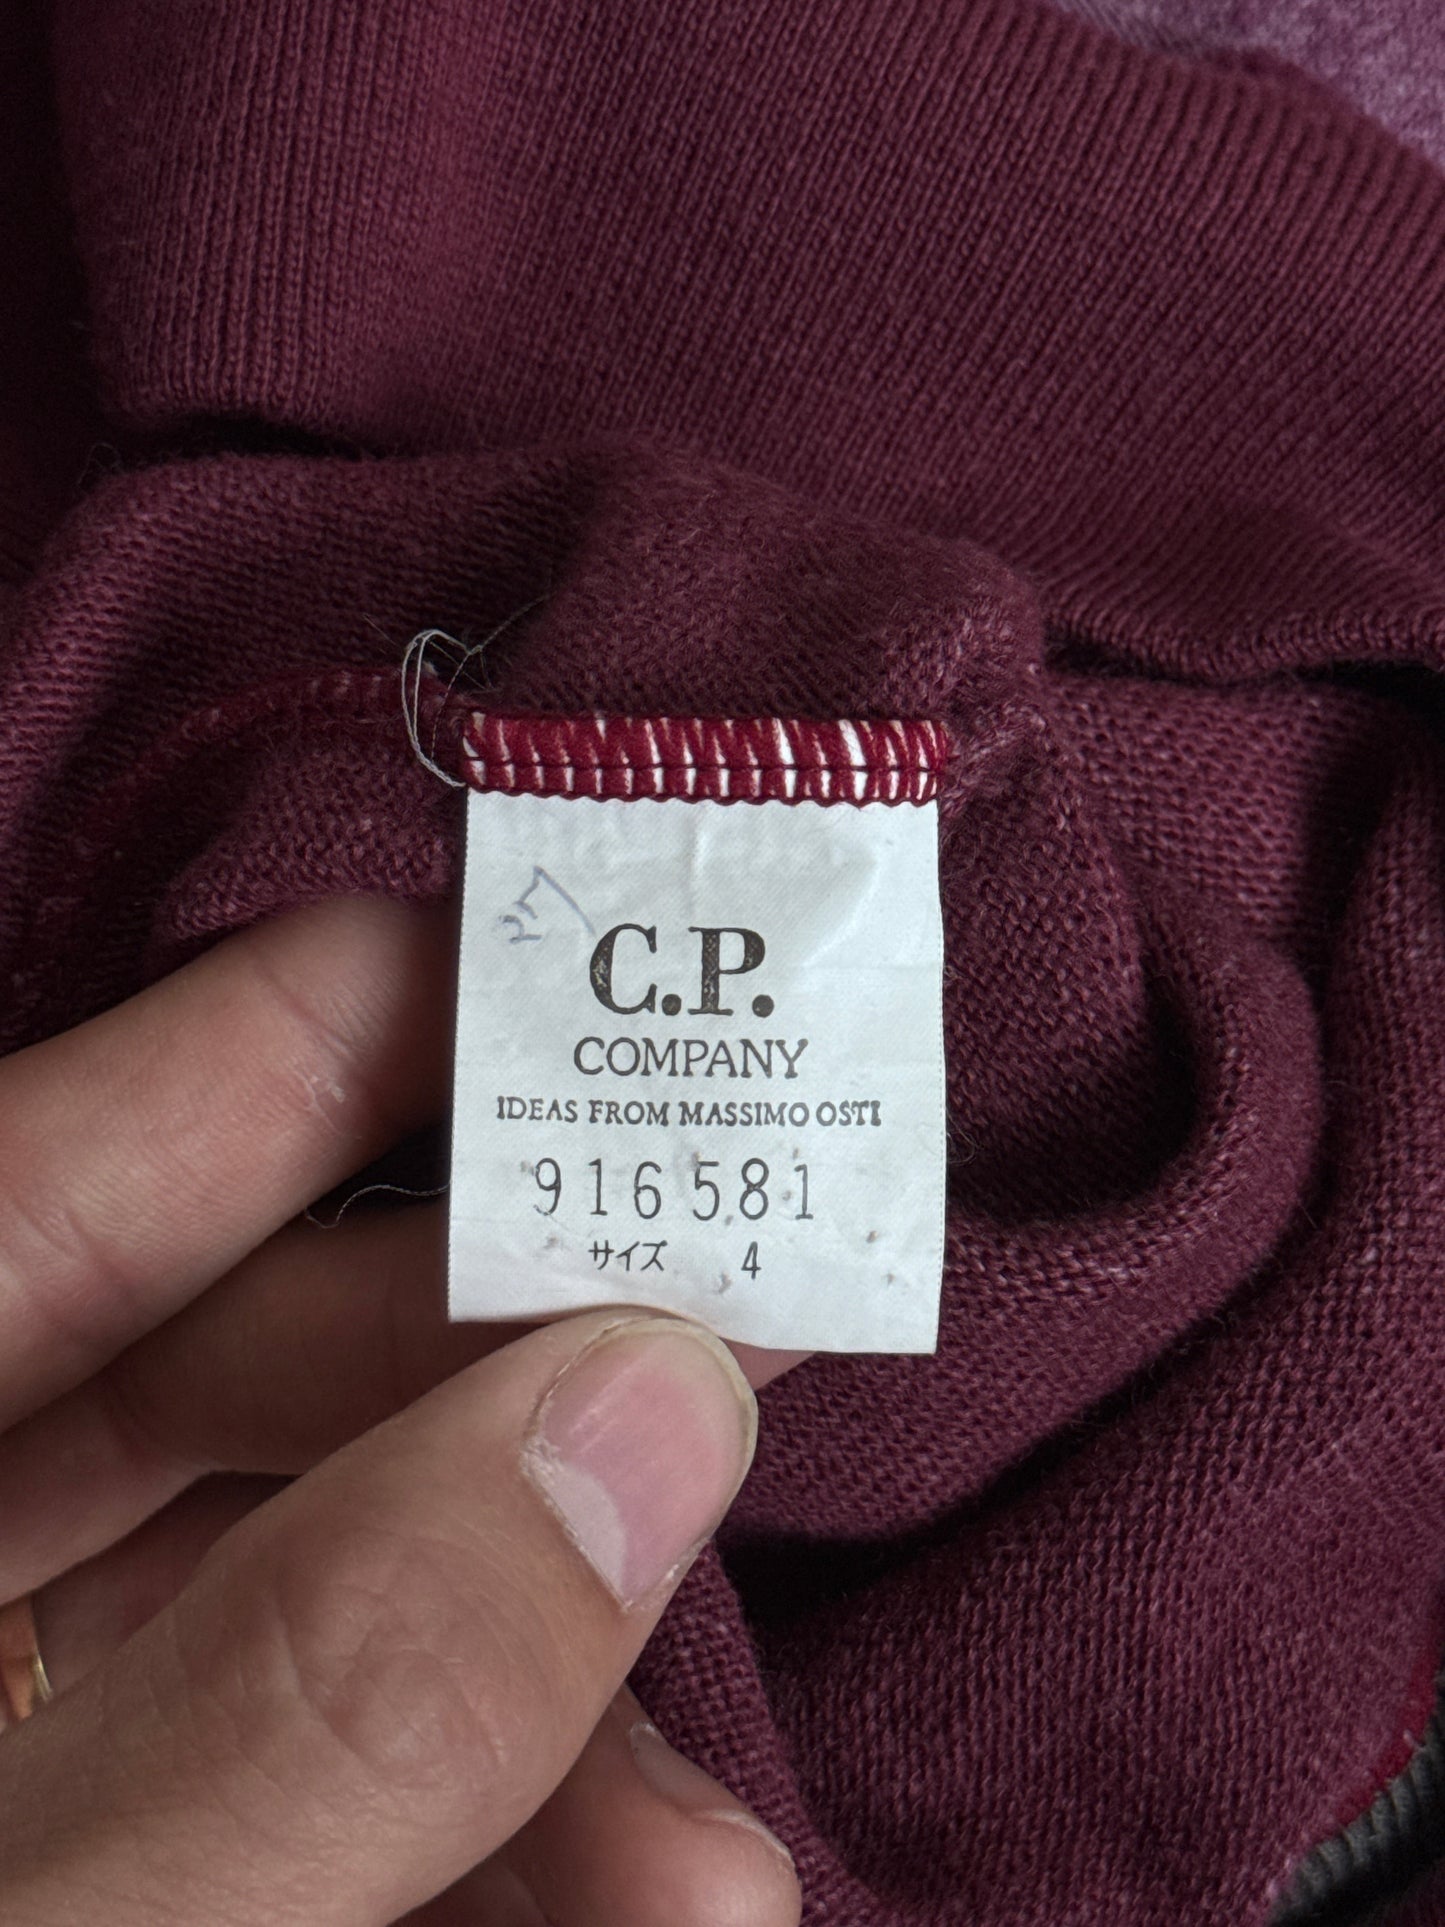 C.P.
COMPANY
IDEAS FROM MASSIMO OSTI
916581
サイズ 4